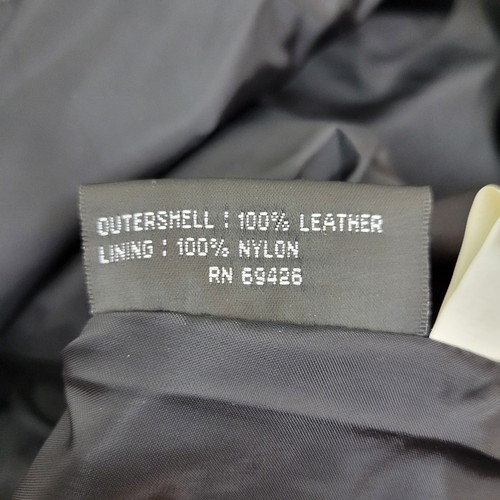 OUTERSHELL : 100% LEATHER
LINING : 100% NYLON
RN 69426